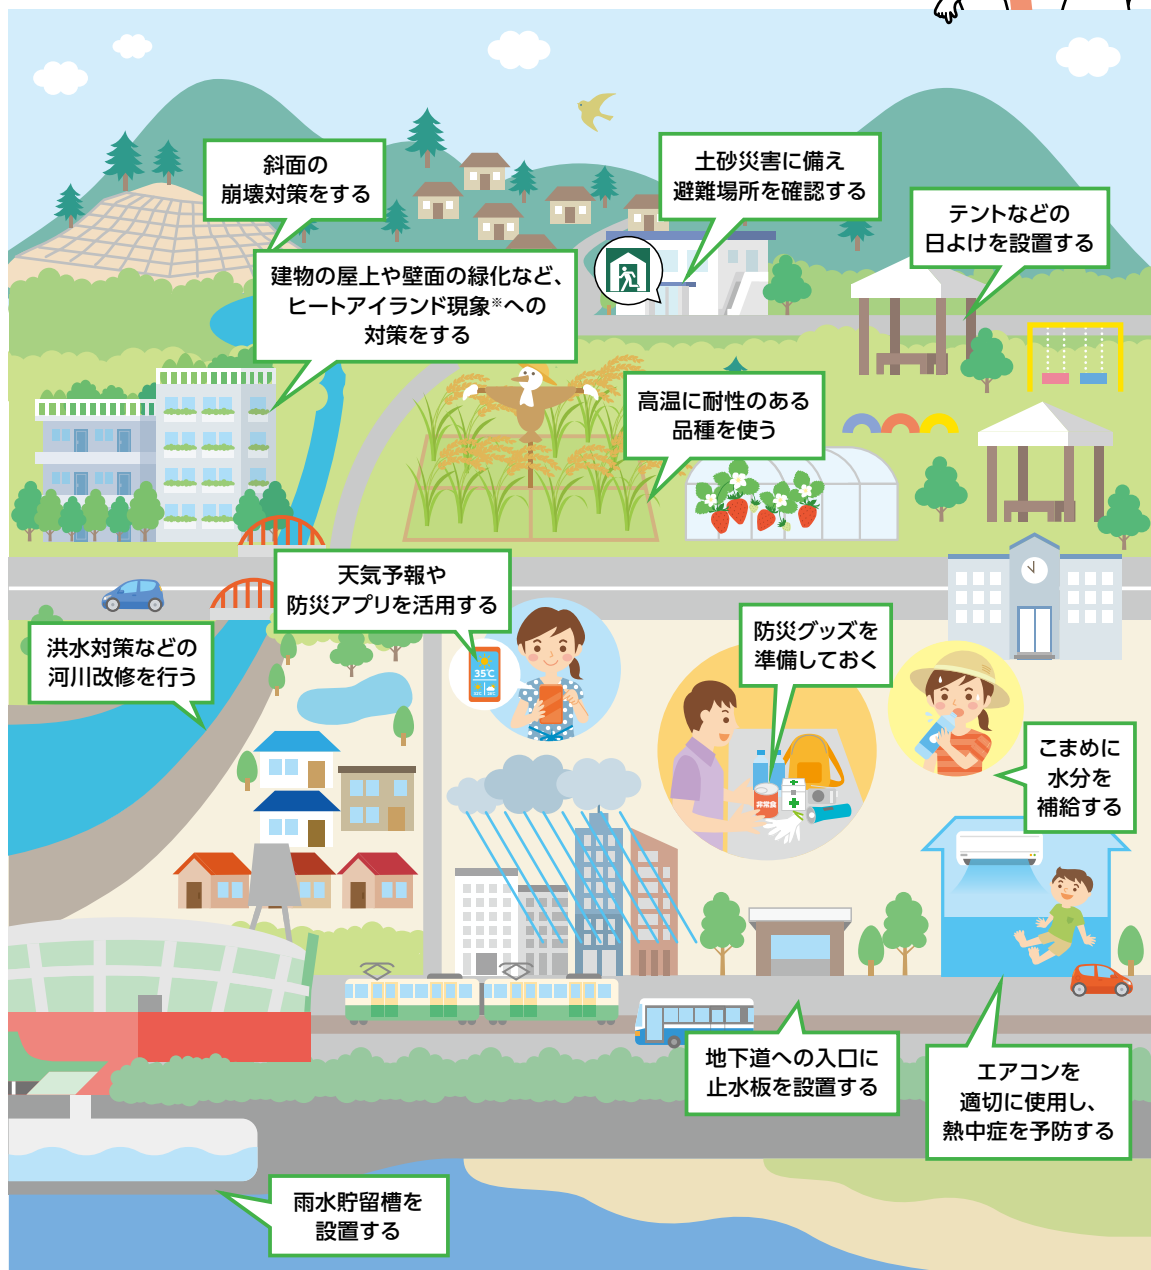 斜面の
崩壊対策をする
土砂災害に備え
避難場所を確認する
テントなどの
日よけを設置する
建物の屋上や壁面の緑化など、
ヒートアイランド現象※への
対策をする
高温に耐性のある
品種を使う
天気予報や
防災アプリを活用する
35℃
防災グッズを
準備しておく
非常食
洪水対策などの
河川改修を行う
こまめに
水分を
補給する
地下道への入口に
止水板を設置する
エアコンを
適切に使用し、
熱中症を予防する
雨水貯留槽を
設置する